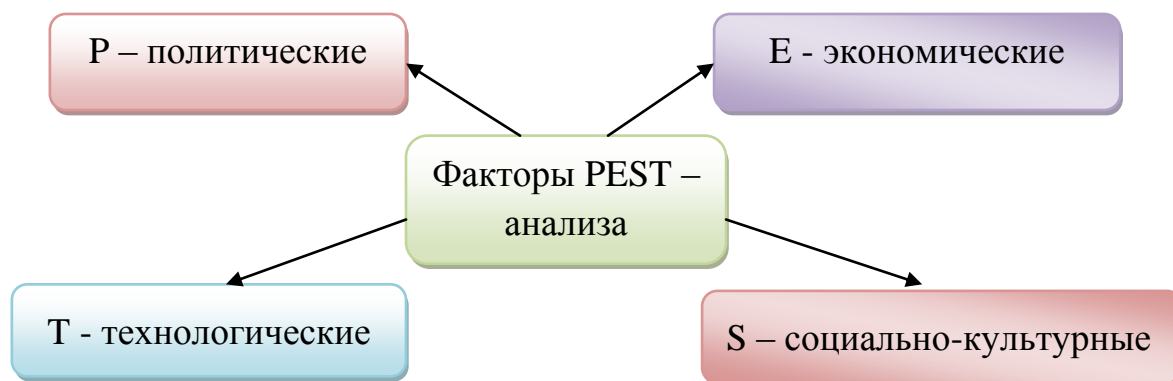 P – политические
E - экономические
Факторы PEST –
анализа
T - технологические
S – социально-культурные